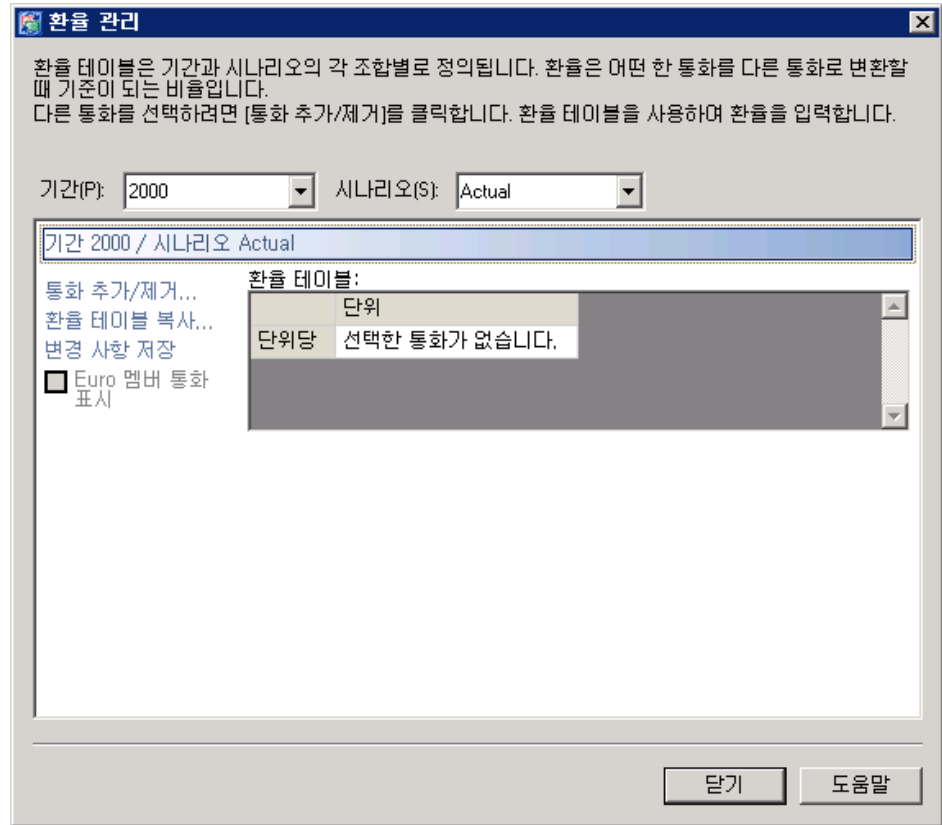 환율 관리
환율 테이블은 기간과 시나리오의 각 조합별로 정의됩니다. 환율은 어떤 한 통화를 다른 통화로 변환할
때 기준이 되는 비율입니다.
다른 통화를 선택하려면 [통화 추가/제거]를 클릭합니다. 환율 테이블을 사용하여 환율을 입력합니다.
기간(P): 2000 시나리오(S): Actual
기간 2000 / 시나리오 Actual
통화 추가/제거...
환율 테이블 복사...
변경 사항 저장
Euro 멤버 통화
표시
환율 테이블:
단위
단위당 선택한 통화가 없습니다.
닫기 도움말